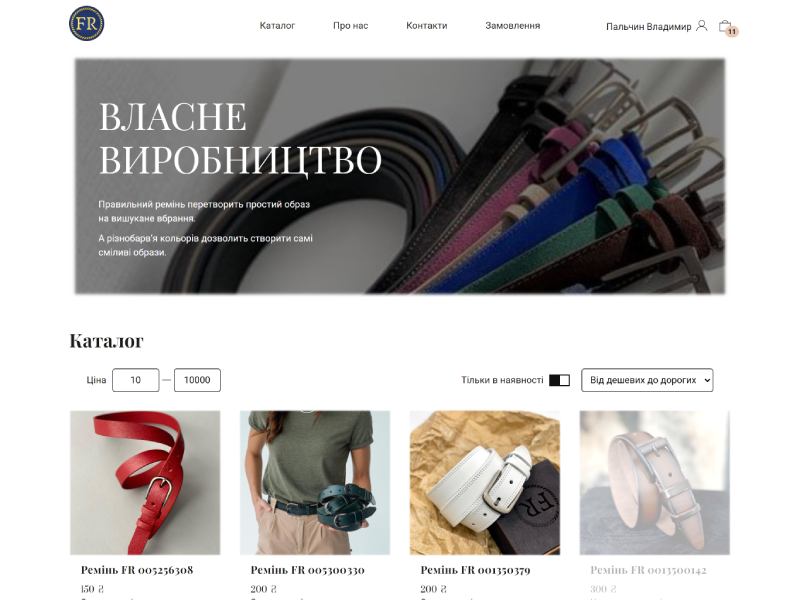 FR
Каталог
Про нас
Контакти
Замовлення
Пальчин Владимир
11
ВЛАСНЕ
ВИРОБНИЦТВО
Правильний ремінь перетворить простий образ
на вишукане вбрання.
А різнобарв'я кольорів дозволить створити самі
сміливі образи.
Каталог
Ціна 10 — 10000
Тільки в наявності
Від дешевих до дорогих
FR
Ремінь FR 005256308
150 ₴
Ремінь FR 005300330
200 ₴
Ремінь FR 001350379
200 ₴
Ремінь FR 0013500142
300 ₴